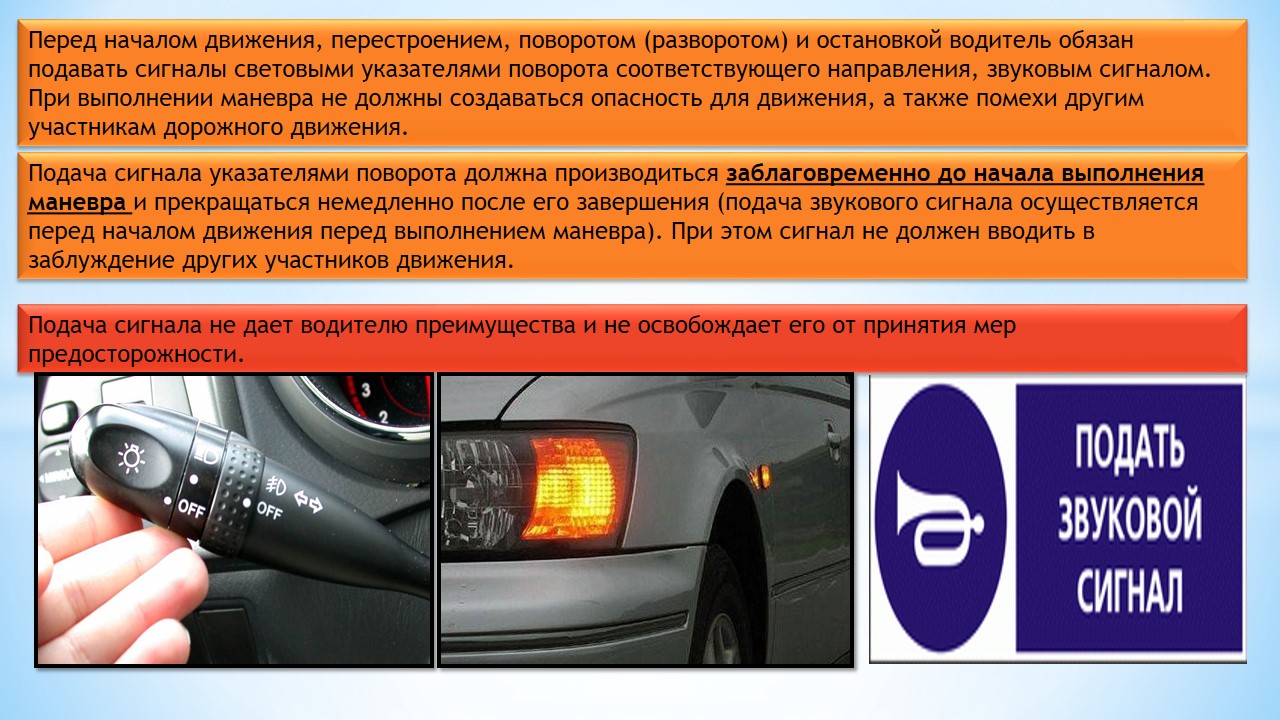 Перед началом движения, перестроением, поворотом (разворотом) и остановкой водитель обязан
подавать сигналы световыми указателями поворота соответствующего направления, звуковым сигналом.
При выполнении маневра не должны создаваться опасность для движения, а также помехи другим
участникам дорожного движения.
Подача сигнала указателями поворота должна производиться заблаговременно до начала выполнения
маневра и прекращаться немедленно после его завершения (подача звукового сигнала осуществляется
перед началом движения перед выполнением маневра). При этом сигнал не должен вводить в
заблуждение других участников движения.
Подача сигнала не дает водителю преимущества и не освобождает его от принятия мер
предосторожности.
3
2
MIRROR
OFF
OFF
ПОДАТЬ
ЗВУКОВОЙ
СИГНАЛ